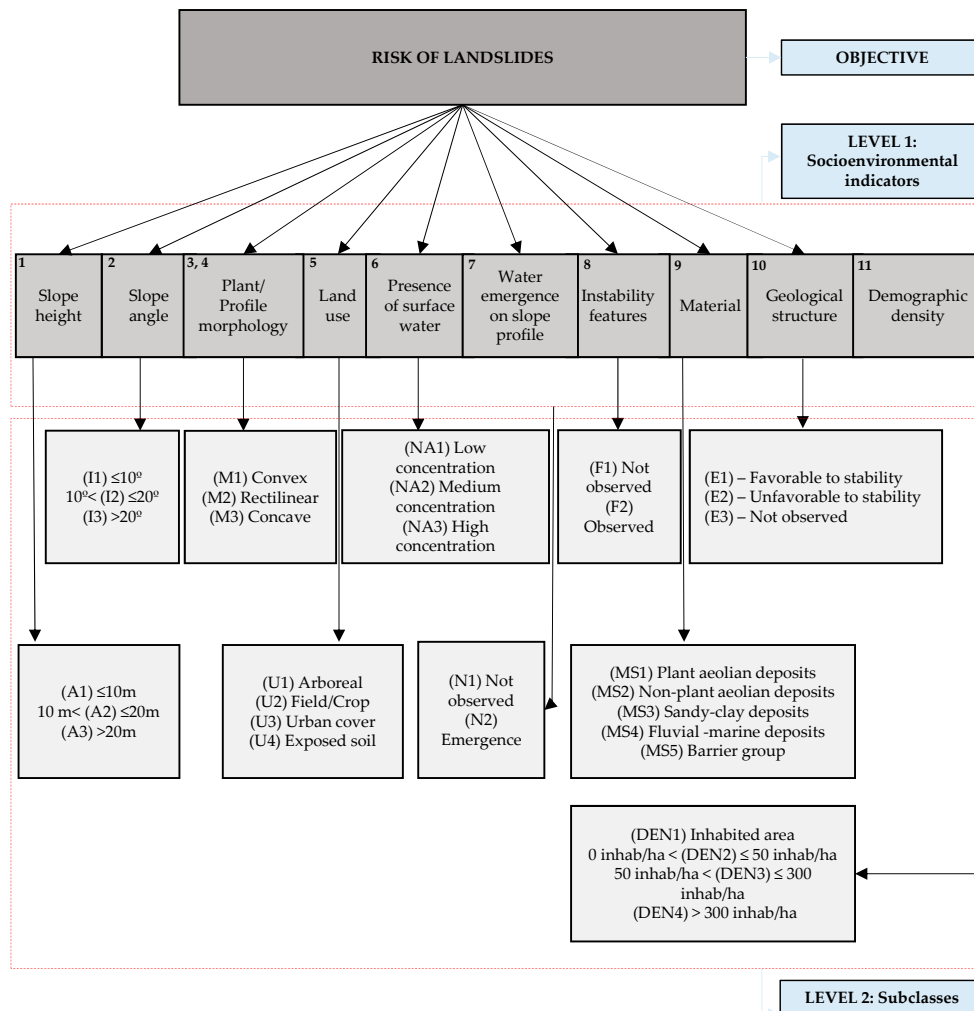 RISK OF LANDSLIDES
OBJECTIVE
LEVEL 1:
Socioenvironmental
indicators
1
Slope
height
2
Slope
angle
3, 4
Plant/
Profile
morphology
5
Land
use
6
Presence
of surface
water
7
Water
emergence
on slope
profile
8
Instability
features
9
Material
10
Geological
structure
11
Demographic
density
(I1) ≤10º
10º< (I2) ≤20º
(I3) >20º
(M1) Convex
(M2) Rectilinear
(M3) Concave
(NA1) Low
concentration
(NA2) Medium
concentration
(NA3) High
concentration
(F1) Not
observed
(F2)
Observed
(E1) – Favorable to stability
(E2) – Unfavorable to stability
(E3) – Not observed
(A1) ≤10m
10 m< (A2) ≤20m
(A3) >20m
(U1) Arboreal
(U2) Field/Crop
(U3) Urban cover
(U4) Exposed soil
(N1) Not
observed
(N2)
Emergence
(MS1) Plant aeolian deposits
(MS2) Non-plant aeolian deposits
(MS3) Sandy-clay deposits
(MS4) Fluvial -marine deposits
(MS5) Barrier group
(DEN1) Inhabited area
0 inhab/ha < (DEN2) ≤ 50 inhab/ha
50 inhab/ha < (DEN3) ≤ 300
inhab/ha
(DEN4) > 300 inhab/ha
LEVEL 2: Subclasses